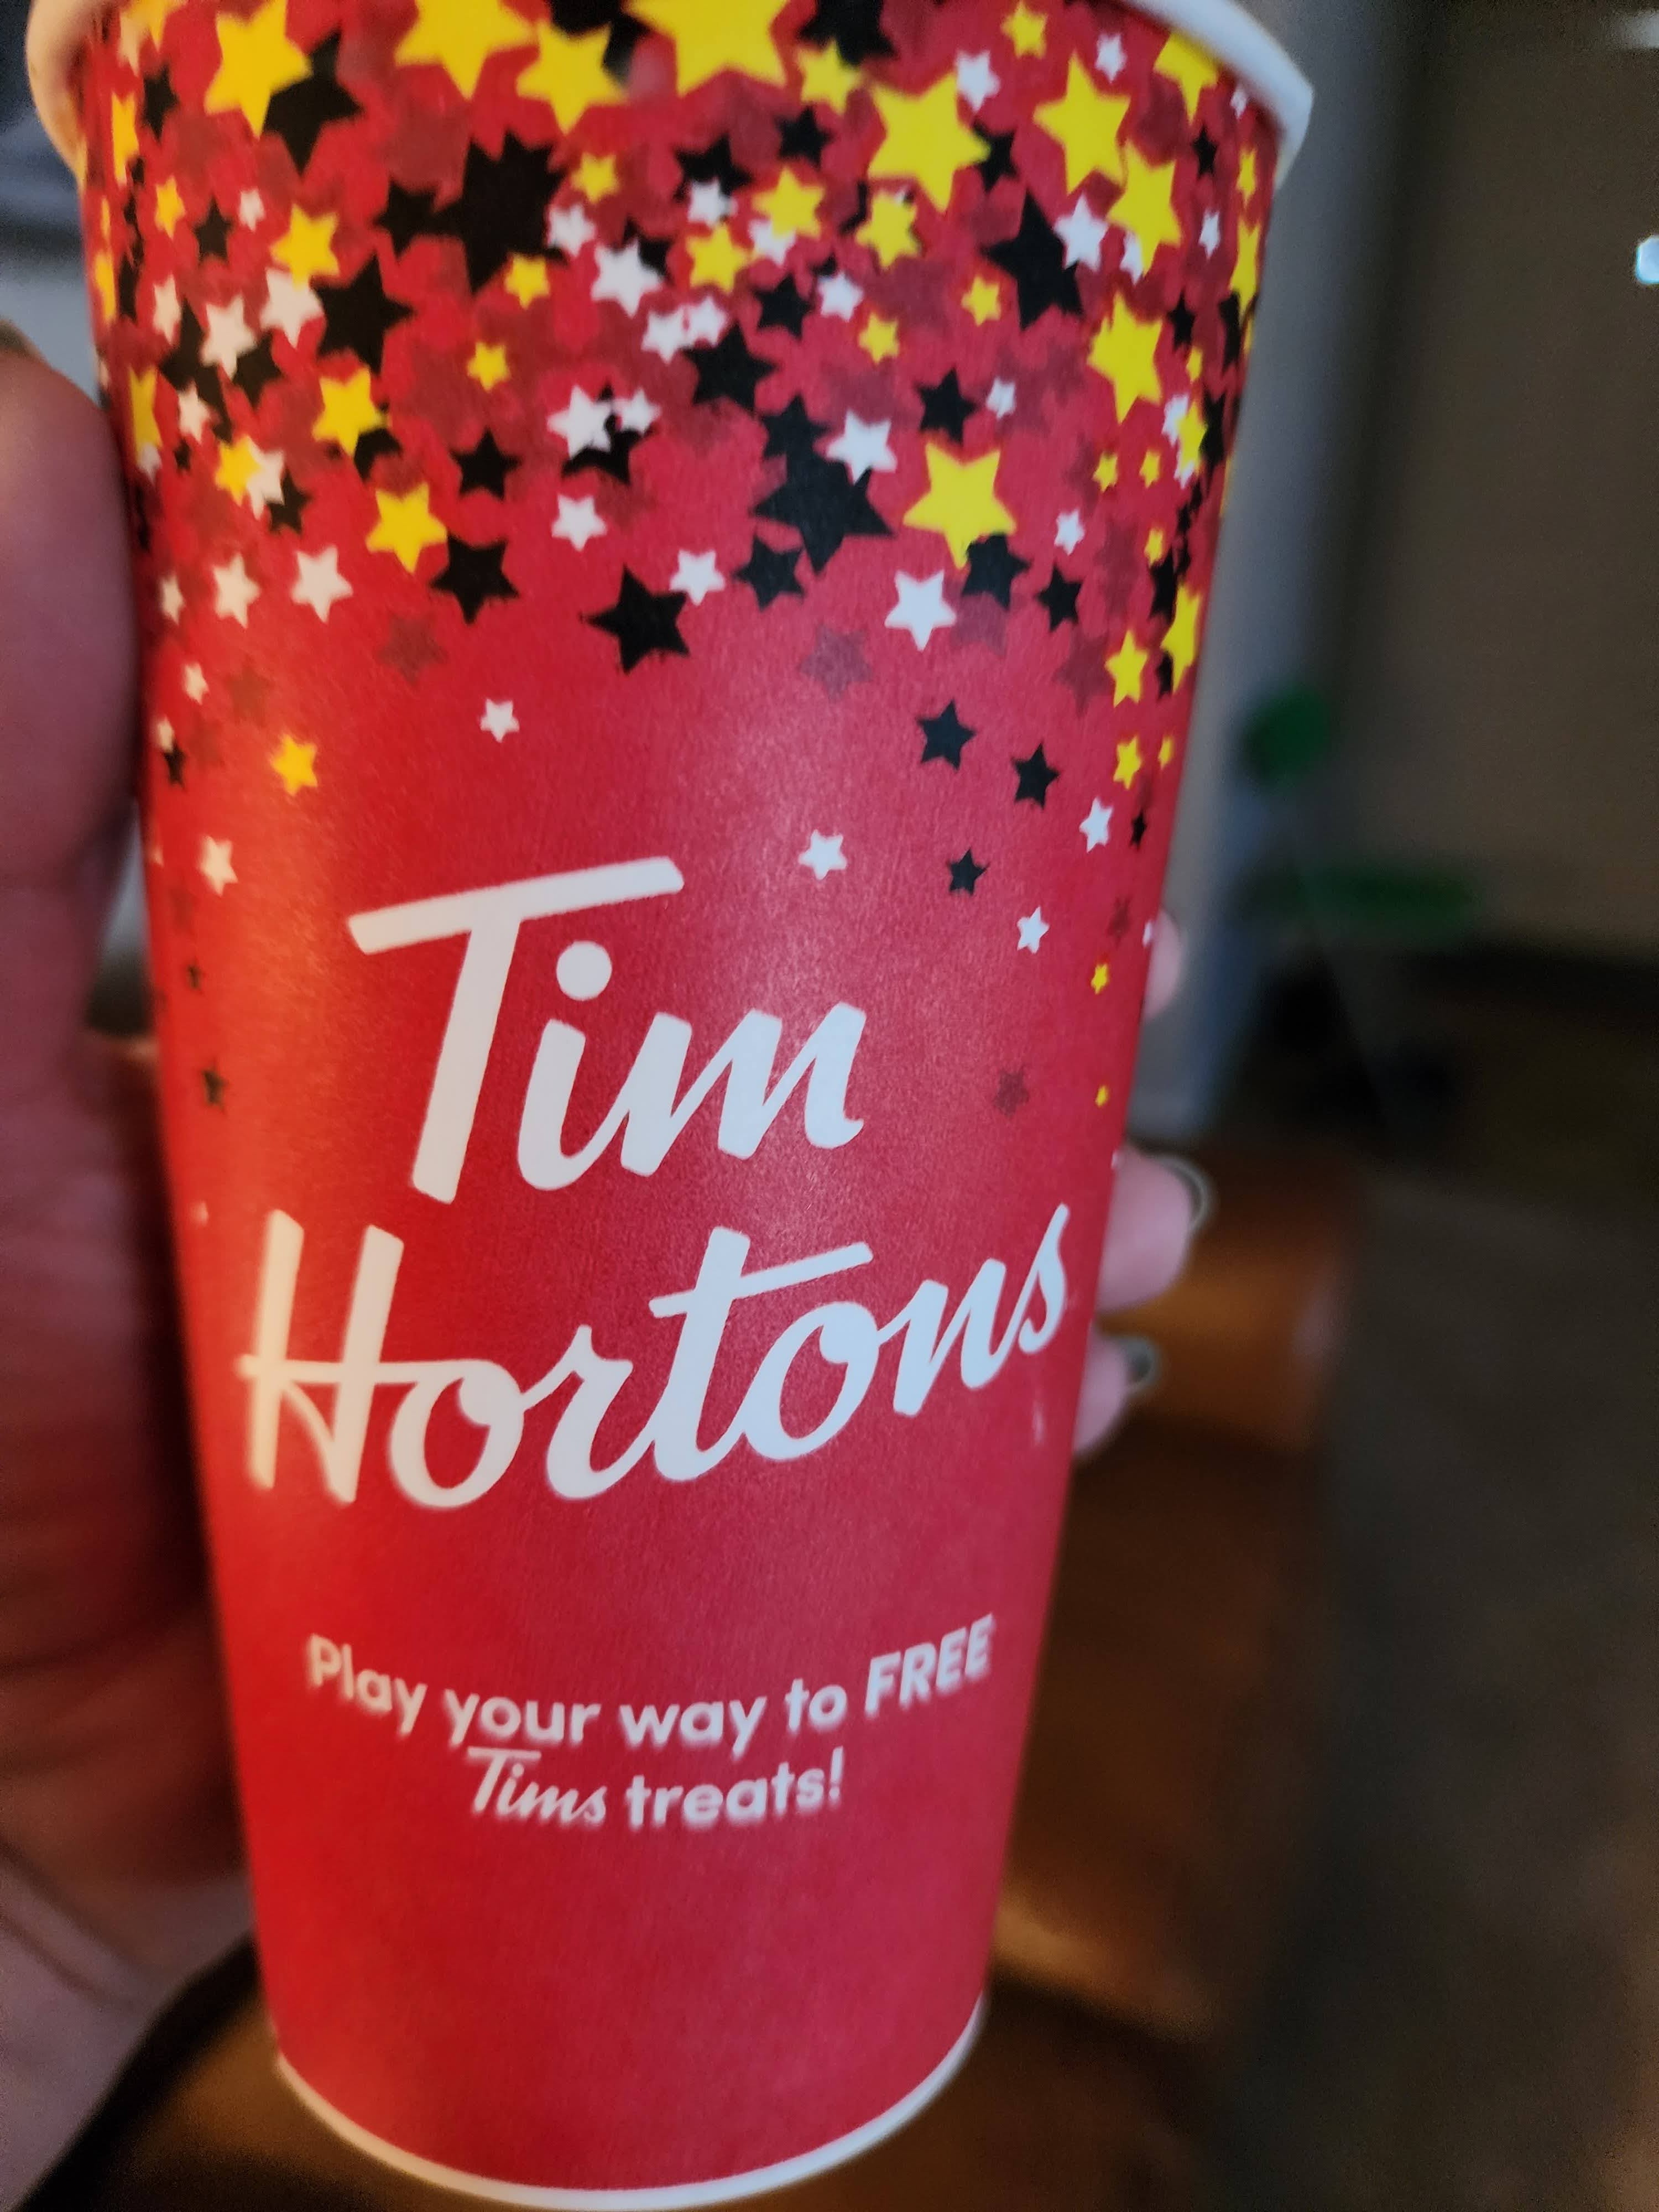 Tim
Hortons
Play your way to FREE
Tims treats!